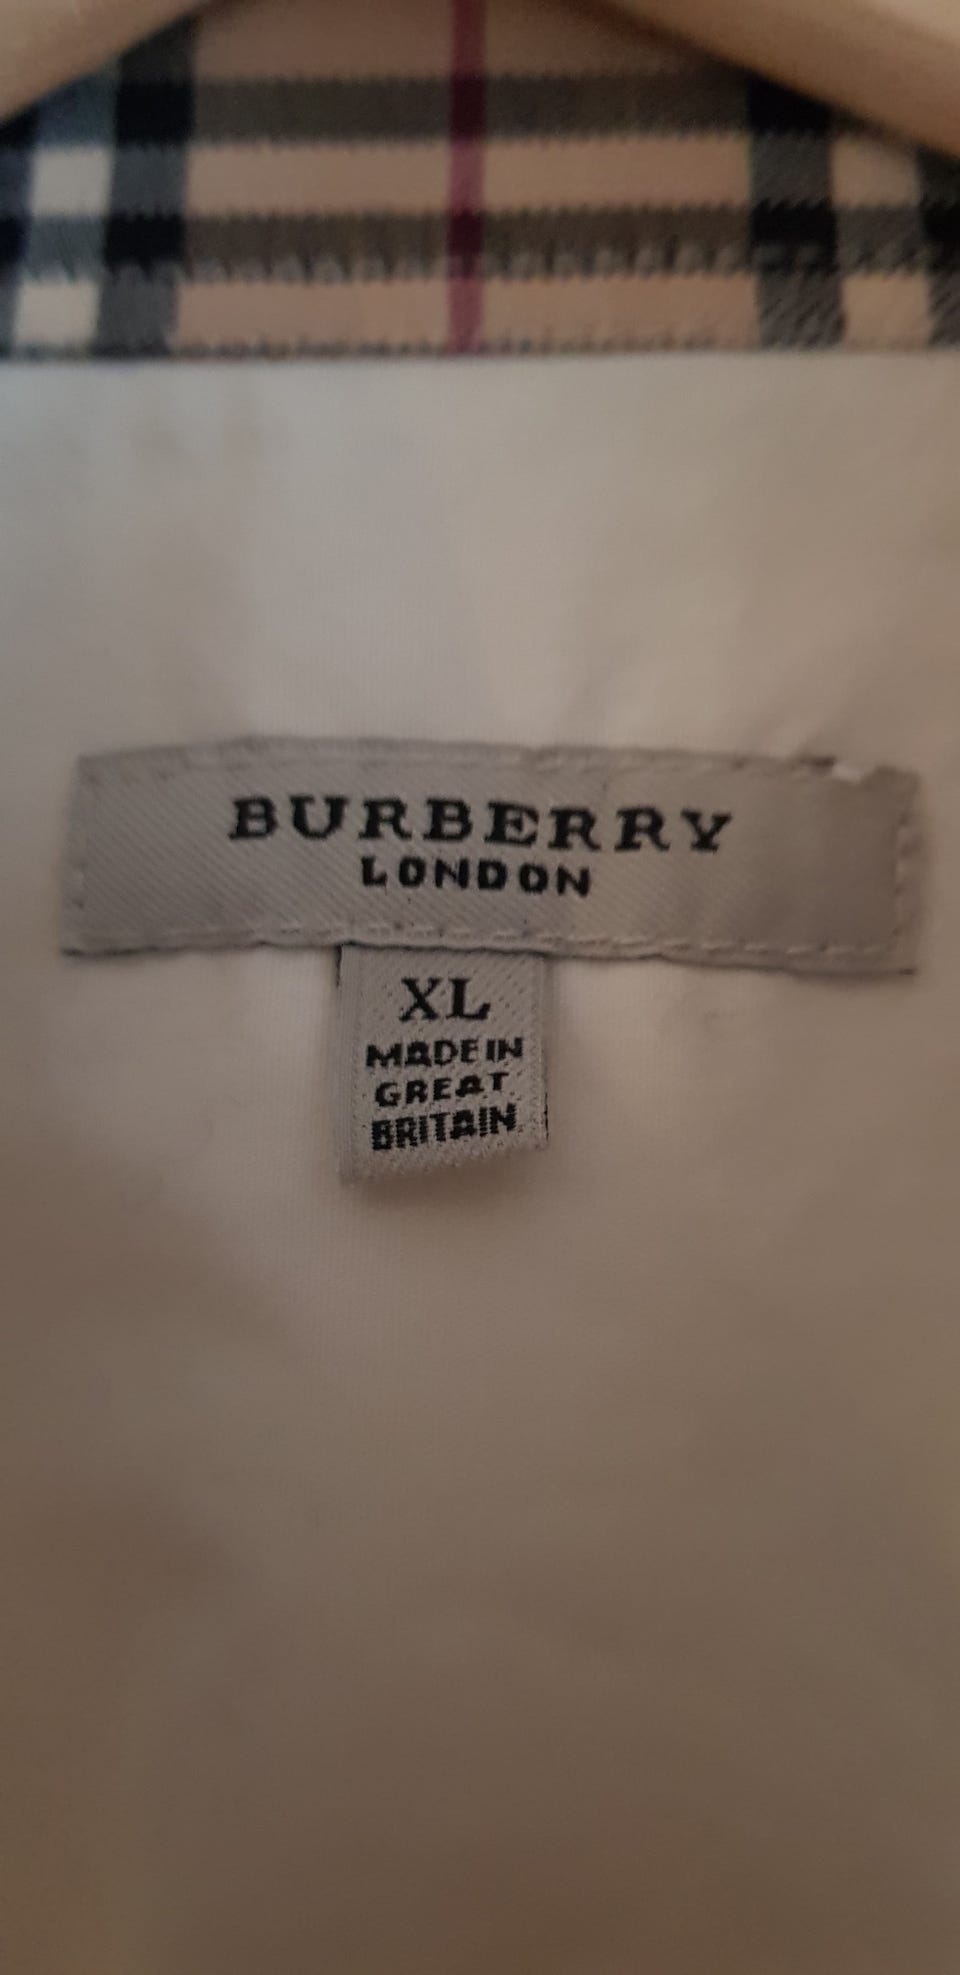 BURBERRY
LONDON
XL
MADE IN
GREAT
BRITAIN